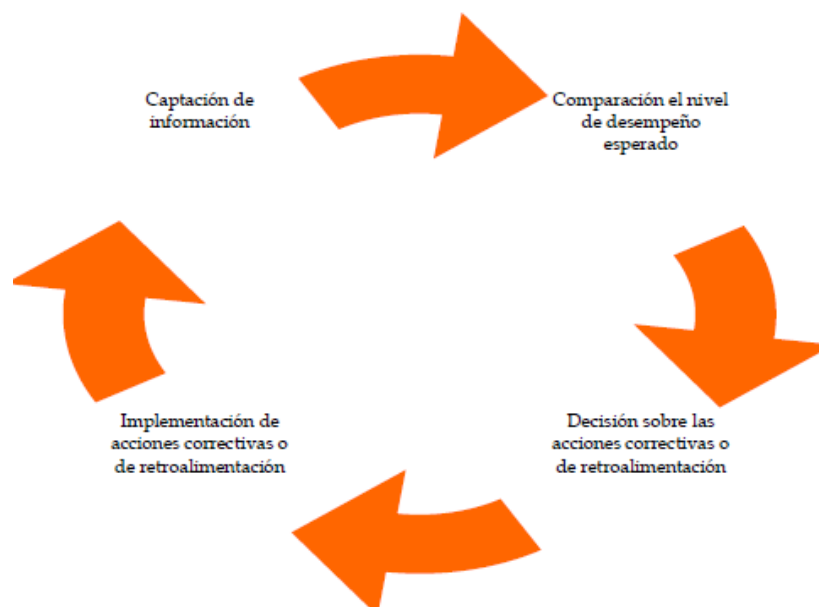 Captación de
información
Comparación el nivel
de desempeño
esperado
Implementación de
acciones correctivas o
de retroalimentación
Decisión sobre las
acciones correctivas o
de retroalimentación